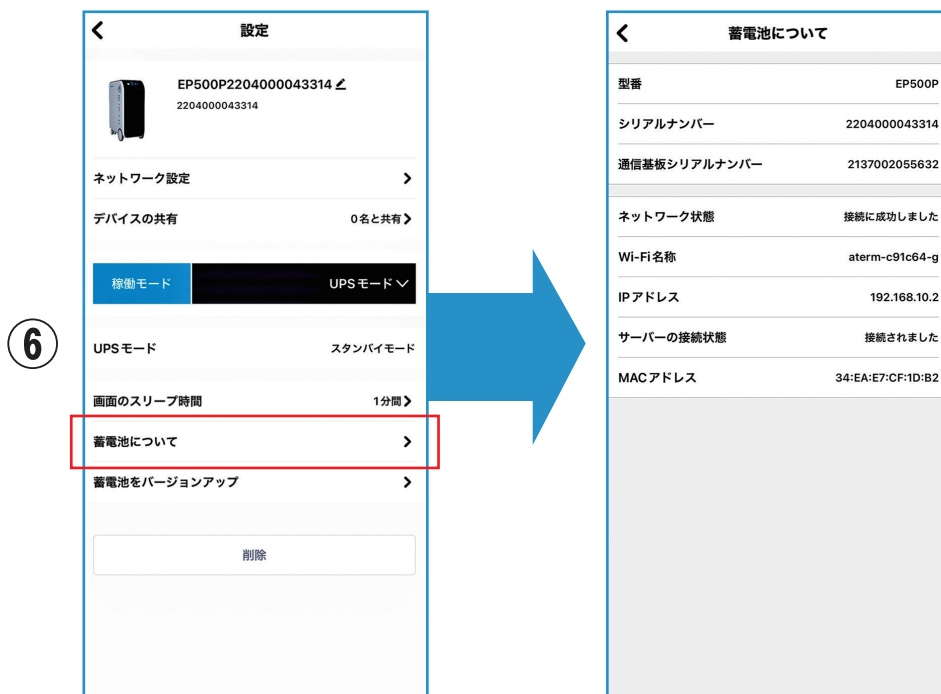 ⑥
設定
EP500P2204000043314
2204000043314
ネットワーク設定
デバイスの共有 0名と共有
稼働モード UPSモード
UPSモード スタンバイモード
画面のスリープ時間 1分間
蓄電池について
蓄電池をバージョンアップ
削除
蓄電池について
型番 EP500P
シリアルナンバー 2204000043314
通信基板シリアルナンバー 2137002055632
ネットワーク状態 接続に成功しました
Wi-Fi名称 aterm-c91c64-g
IPアドレス 192.168.10.2
サーバーの接続状態 接続されました
MACアドレス 34:EA:E7:CF:1D:B2